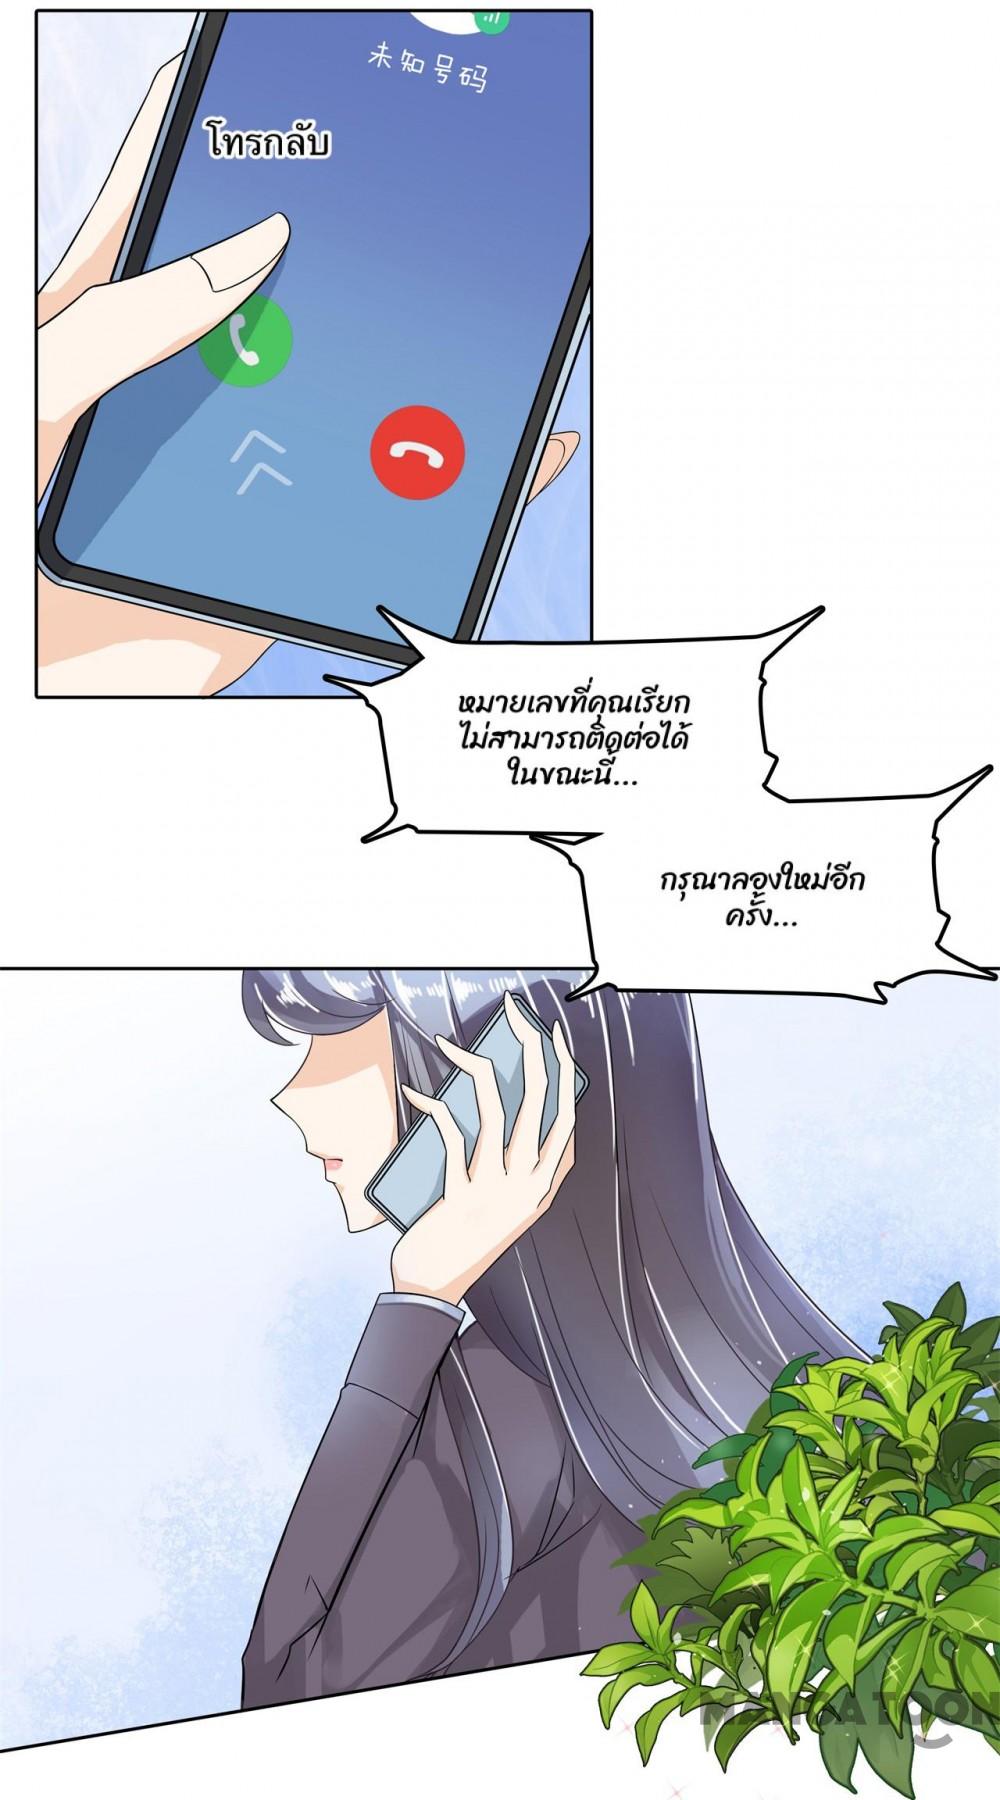 未知号码
โทรกลับ
หมายเลขที่คุณเรียก
ไม่สามารถติดต่อได้
ในขณะนี้...
กรุณาลองใหม่อีก
ครั้ง...
MANGATOON